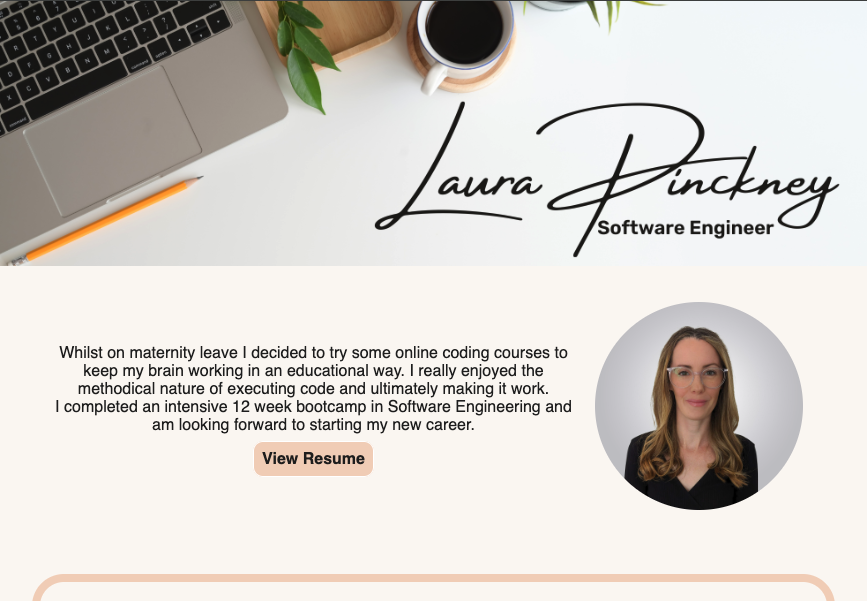 Laura Pinckney
Software Engineer
Whilst on maternity leave I decided to try some online coding courses to
keep my brain working in an educational way. I really enjoyed the
methodical nature of executing code and ultimately making it work.
I completed an intensive 12 week bootcamp in Software Engineering and
am looking forward to starting my new career.
View Resume